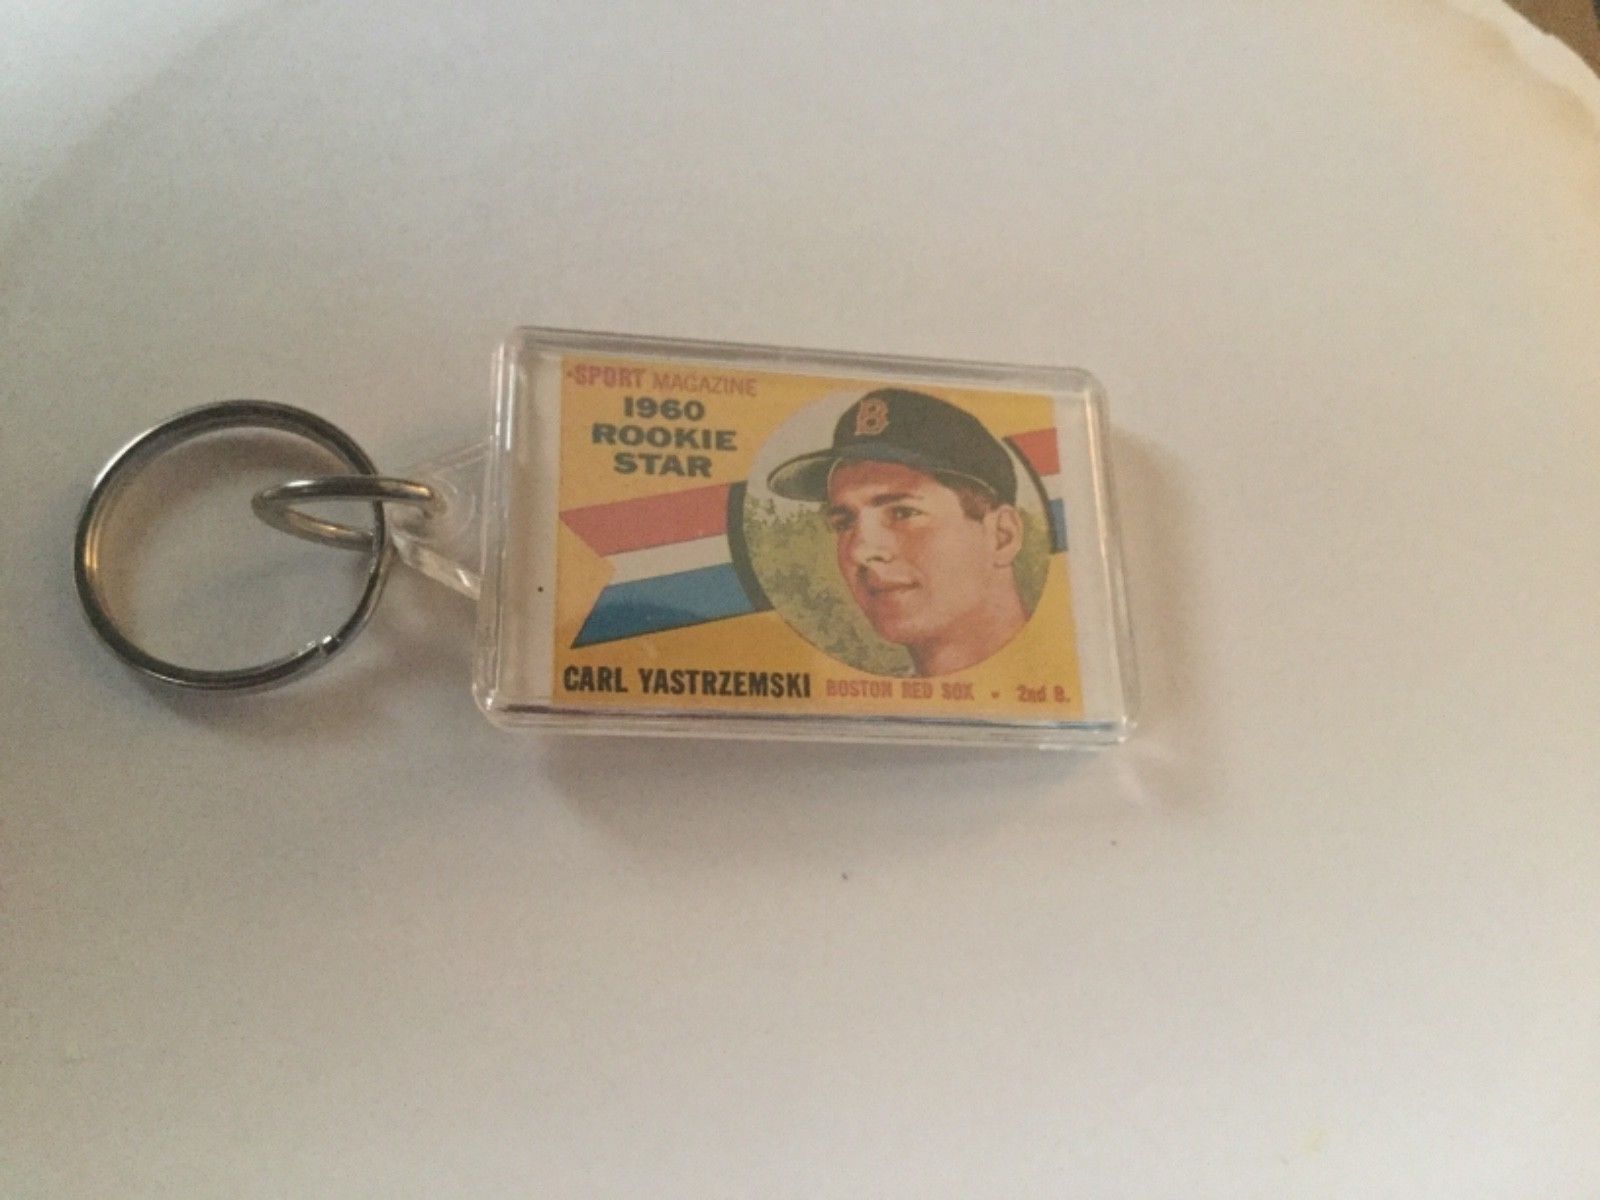 SPORT MAGAZINE
1960
ROOKIE
STAR
B
CARL YASTRZEMSKI BOSTON RED SOX • 2nd B.